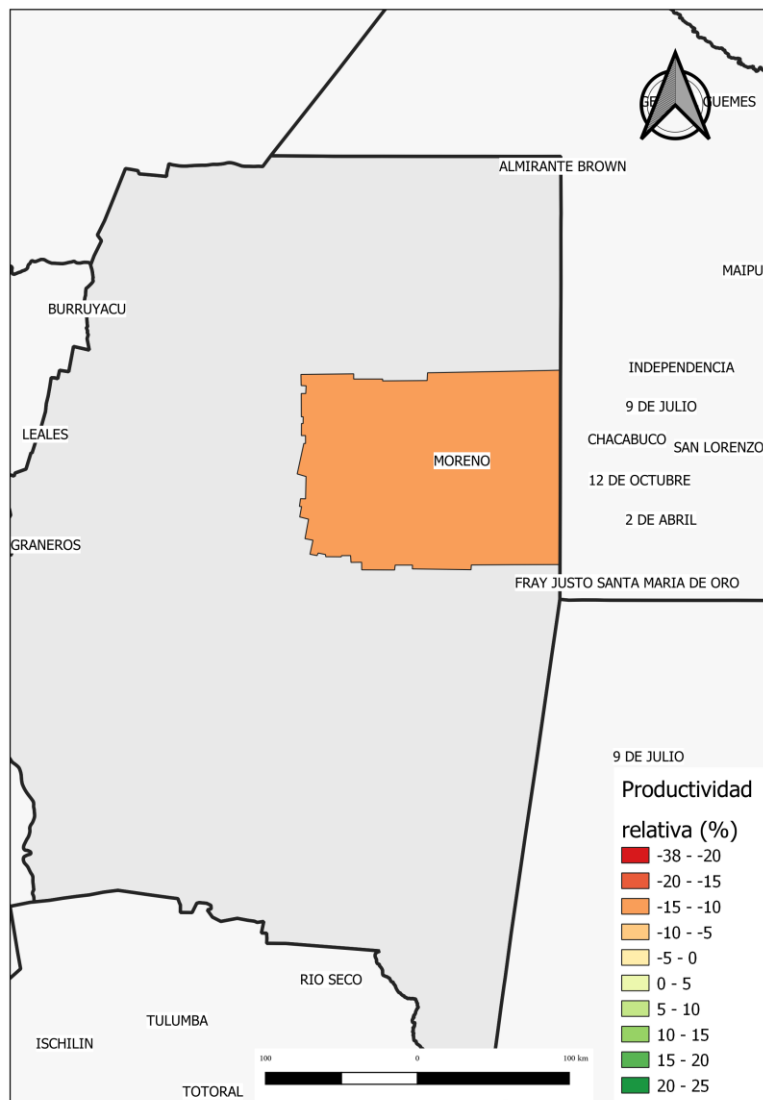 GE GUEMES
ALMIRANTE BROWN
MAIPU
BURRUYACU
INDEPENDENCIA
9 DE JULIO
LEALES
CHACABUCO
SAN LORENZO
MORENO
12 DE OCTUBRE
2 DE ABRIL
GRANEROS
FRAY JUSTO SANTA MARIA DE ORO
9 DE JULIO
Productividad
relativa (%)
-38 - -20
-20 - -15
-15 - -10
-10 - -5
-5 - 0
0 - 5
5 - 10
10 - 15
15 - 20
20 - 25
RIO SECO
TULUMBA
ISCHILIN
100 0 100 km
TOTORAL